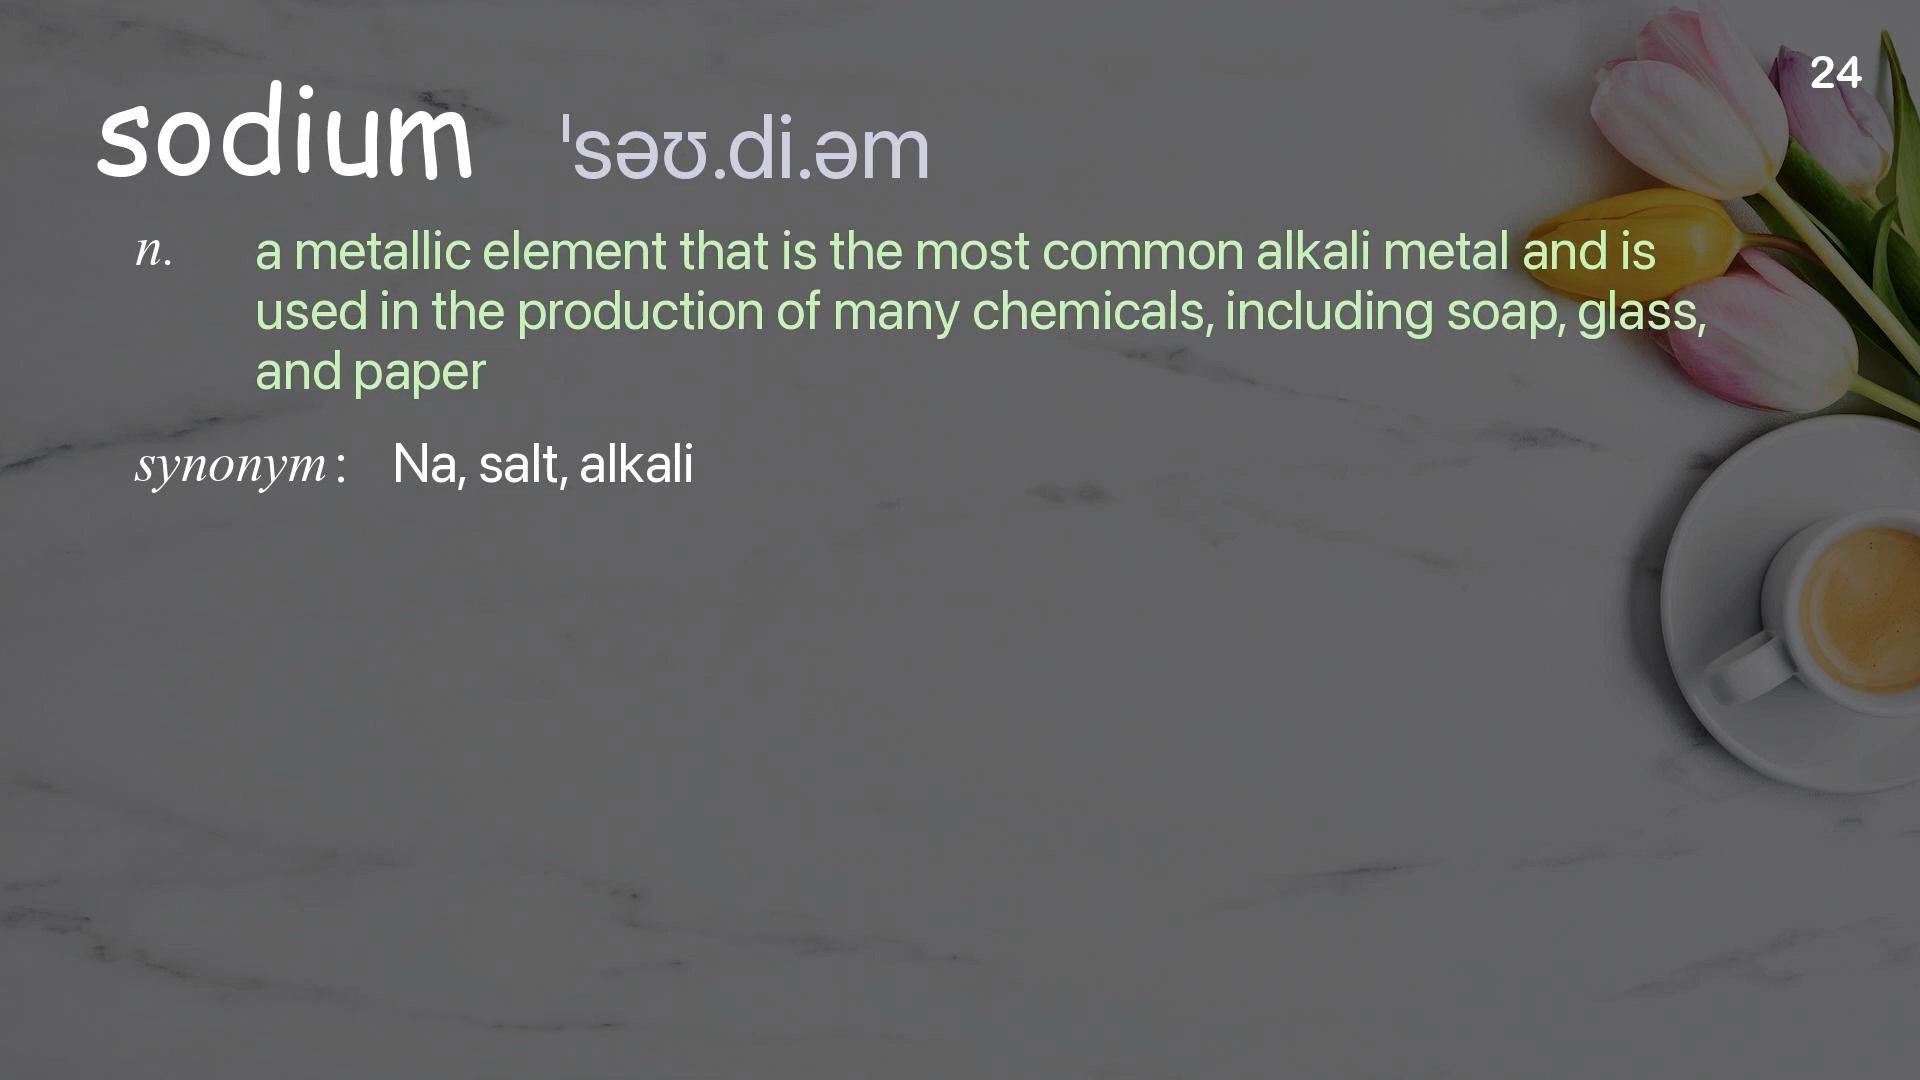 24
sodium ˈsəʊ.di.əm
n. a metallic element that is the most common alkali metal and is
used in the production of many chemicals, including soap, glass,
and paper
synonym: Na, salt, alkali